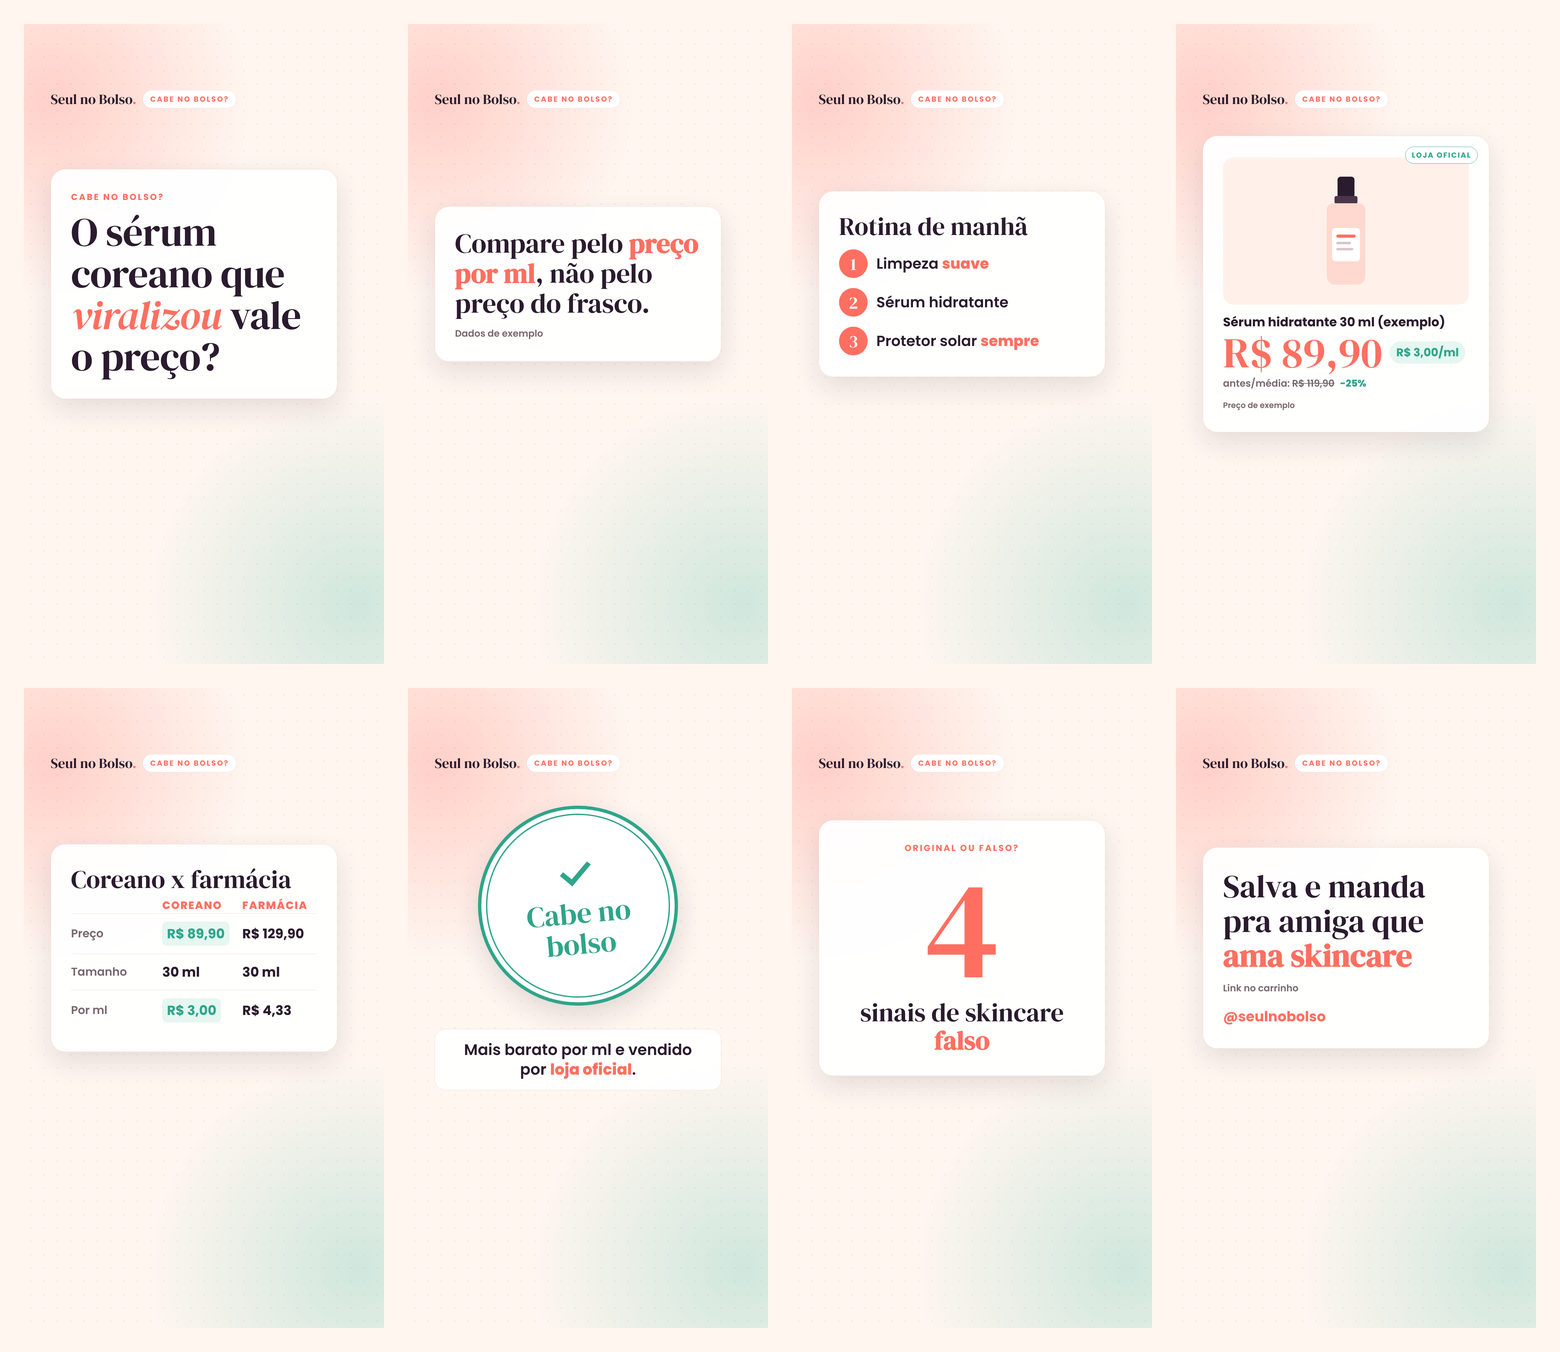 Seul no Bolso. CABE NO BOLSO?
CABE NO BOLSO?
O sérum
coreano que
viralizou vale
o preço?
Seul no Bolso. CABE NO BOLSO?
Compare pelo preço
por ml, não pelo
preço do frasco.
Dados de exemplo
Seul no Bolso. CABE NO BOLSO?
Rotina de manhã
1 Limpeza suave
2 Sérum hidratante
3 Protetor solar sempre
Seul no Bolso. CABE NO BOLSO?
LOJA OFICIAL
Sérum hidratante 30 ml (exemplo)
R$ 89,90 R$ 3,00/ml
antes/média: R$ 119,90 -25%
Preço de exemplo
Seul no Bolso. CABE NO BOLSO?
Coreano x farmácia
COREANO FARMÁCIA
Preço R$ 89,90 R$ 129,90
Tamanho 30 ml 30 ml
Por ml R$ 3,00 R$ 4,33
Seul no Bolso. CABE NO BOLSO?
Cabe no
bolso
Mais barato por ml e vendido
por loja oficial.
Seul no Bolso. CABE NO BOLSO?
ORIGINAL OU FALSO?
4
sinais de skincare
falso
Seul no Bolso. CABE NO BOLSO?
Salva e manda
pra amiga que
ama skincare
Link no carrinho
@seulnobolso